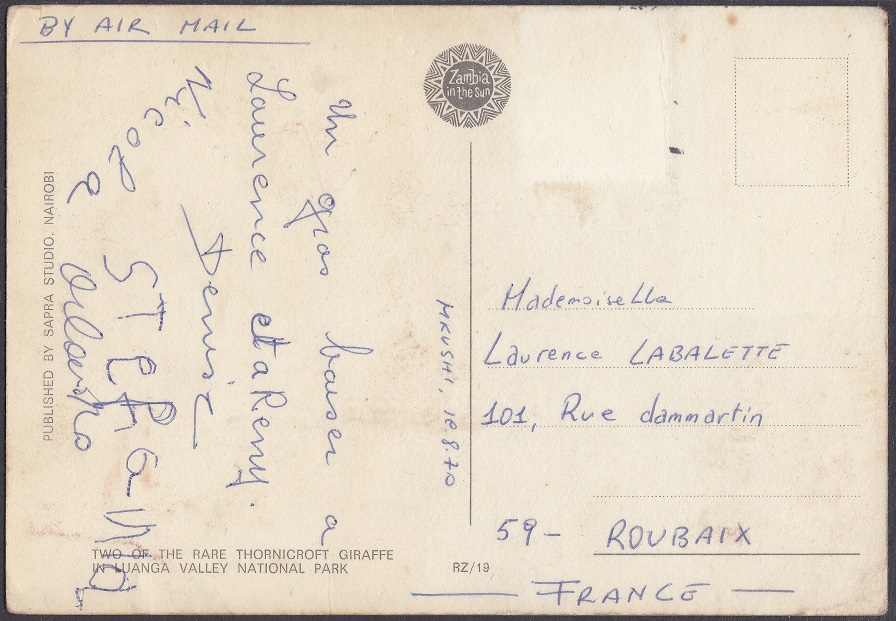 BY AIR MAIL
Zambia
in the Sun
Un gros baiser a
Laurence et a Remy.
Denise
Nicole
MKUSHI, 18.8.70
Mademoiselle
Laurence LABALETTE
101, Rue dammartin
59- ROUBAIX
FRANCE
PUBLISHED BY SAPRA STUDIO, NAIROBI
TWO OF THE RARE THORNICROFT GIRAFFE
IN LUANGA VALLEY NATIONAL PARK
RZ/19